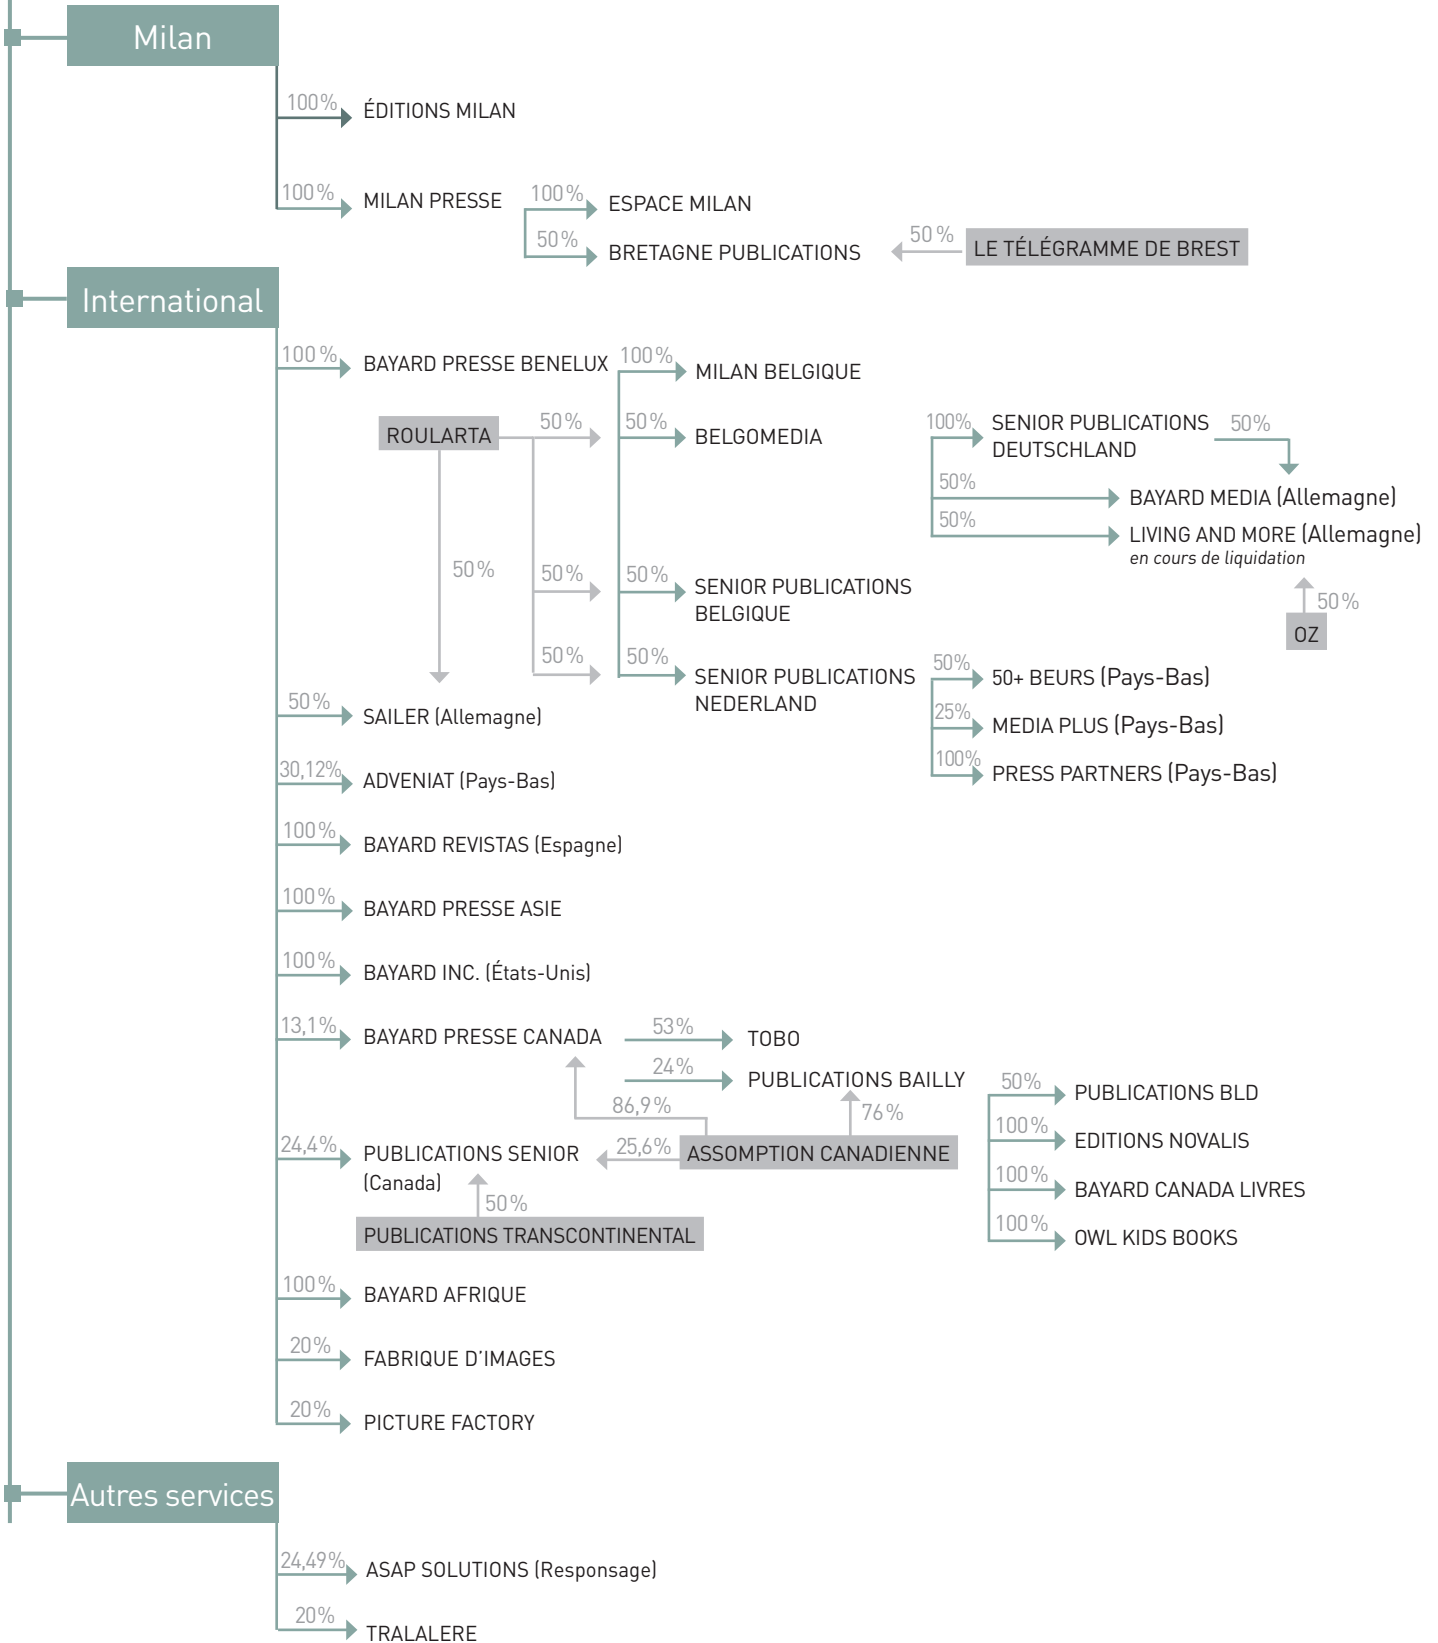 Milan
100%
ÉDITIONS MILAN
100%
MILAN PRESSE
100%
ESPACE MILAN
50%
BRETAGNE PUBLICATIONS
50%
LE TÉLÉGRAMME DE BREST
International
100%
BAYARD PRESSE BENELUX
100%
MILAN BELGIQUE
ROULARTA
50%
50%
BELGOMEDIA
100%
SENIOR PUBLICATIONS
DEUTSCHLAND
50%
50%
BAYARD MEDIA (Allemagne)
50%
LIVING AND MORE (Allemagne)
en cours de liquidation
50%
OZ
50%
50%
50%
SENIOR PUBLICATIONS
BELGIQUE
50%
50%
SENIOR PUBLICATIONS
NEDERLAND
50%
50+ BEURS (Pays-Bas)
25%
MEDIA PLUS (Pays-Bas)
100%
PRESS PARTNERS (Pays-Bas)
50%
SAILER (Allemagne)
30,12%
ADVENIAT (Pays-Bas)
100%
BAYARD REVISTAS (Espagne)
100%
BAYARD PRESSE ASIE
100%
BAYARD INC. (États-Unis)
13,1%
BAYARD PRESSE CANADA
53%
TOBO
24%
PUBLICATIONS BAILLY
86,9%
76%
50%
PUBLICATIONS BLD
100%
EDITIONS NOVALIS
100%
BAYARD CANADA LIVRES
100%
OWL KIDS BOOKS
24,4%
PUBLICATIONS SENIOR
(Canada)
25,6%
ASSOMPTION CANADIENNE
50%
PUBLICATIONS TRANSCONTINENTAL
100%
BAYARD AFRIQUE
20%
FABRIQUE D'IMAGES
20%
PICTURE FACTORY
Autres services
24,49%
ASAP SOLUTIONS (Responsage)
20%
TRALALERE